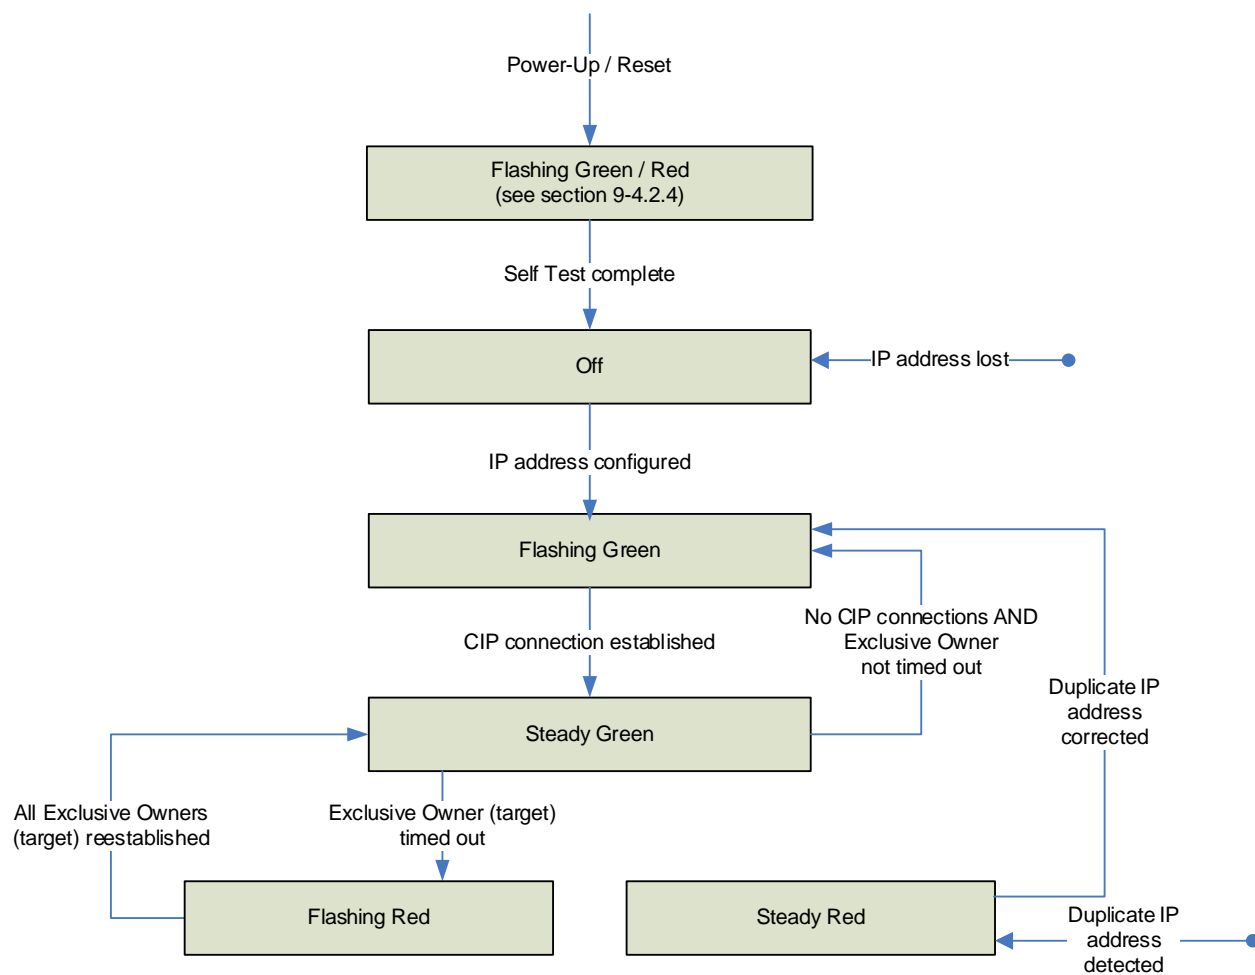 Power-Up / Reset
Flashing Green / Red
(see section 9-4.2.4)
Self Test complete
Off
IP address lost
IP address configured
Flashing Green
No CIP connections AND
Exclusive Owner
not timed out
CIP connection established
Duplicate IP
address
corrected
Steady Green
All Exclusive Owners
(target) reestablished
Exclusive Owner (target)
timed out
Flashing Red
Steady Red
Duplicate IP
address
detected